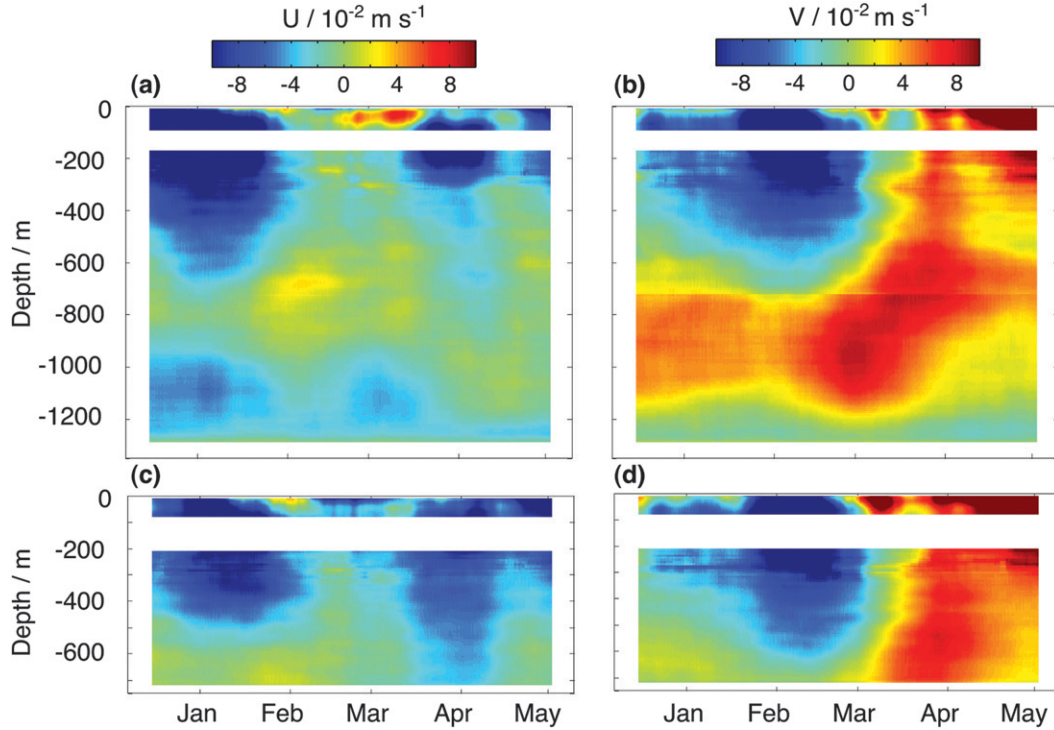 U / 10⁻² m s⁻¹
V / 10⁻² m s⁻¹
-8 -4 0 4 8
-8 -4 0 4 8
(a)
(b)
0
-200
-400
-600
-800
-1000
-1200
Depth / m
(c)
(d)
0
-200
-400
-600
Depth / m
Jan Feb Mar Apr May
Jan Feb Mar Apr May